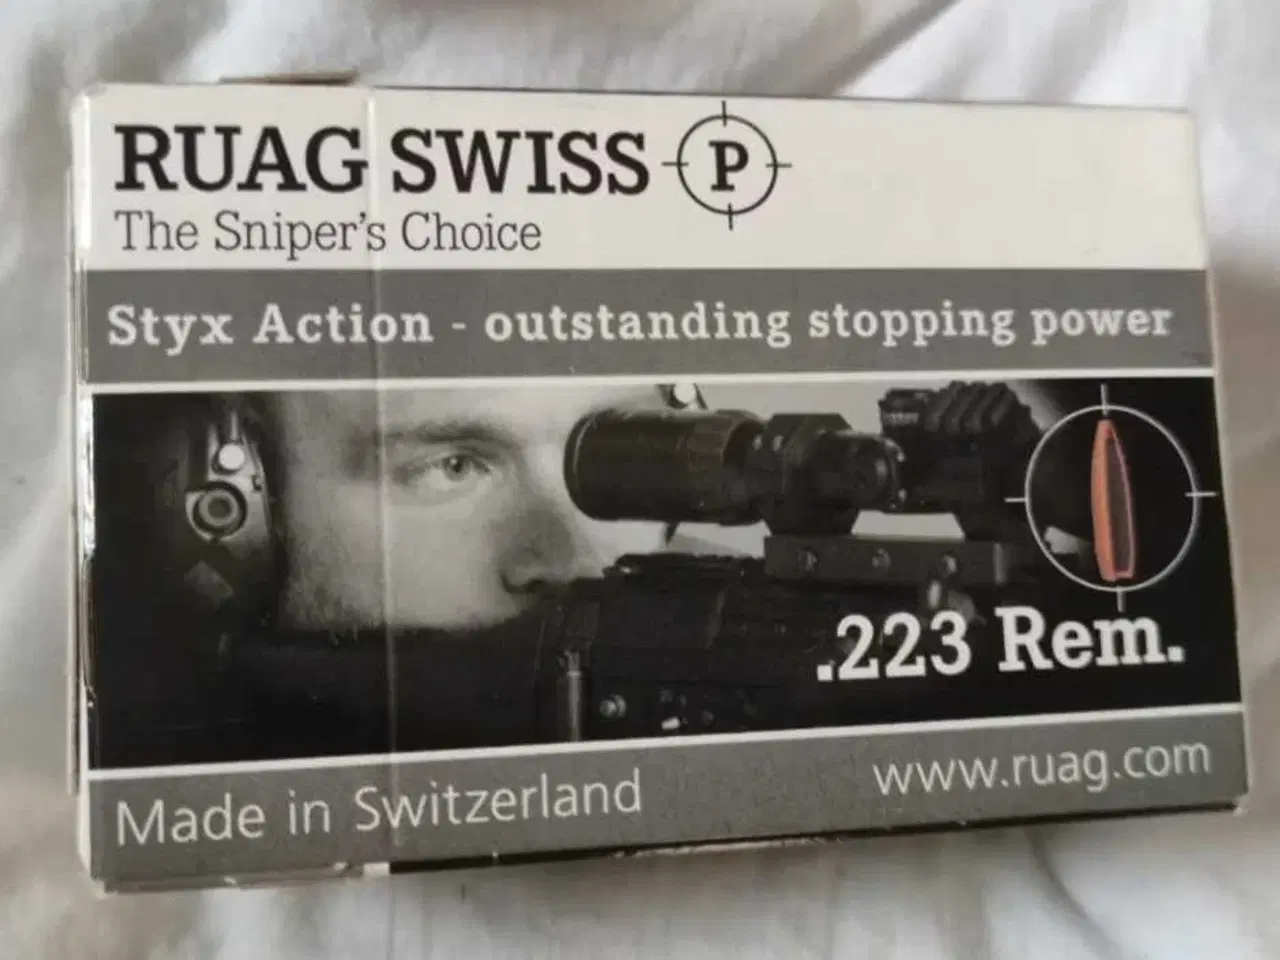 RUAG SWISS P
The Sniper's Choice
Styx Action - outstanding stopping power
.223 Rem.
Made in Switzerland
www.ruag.com